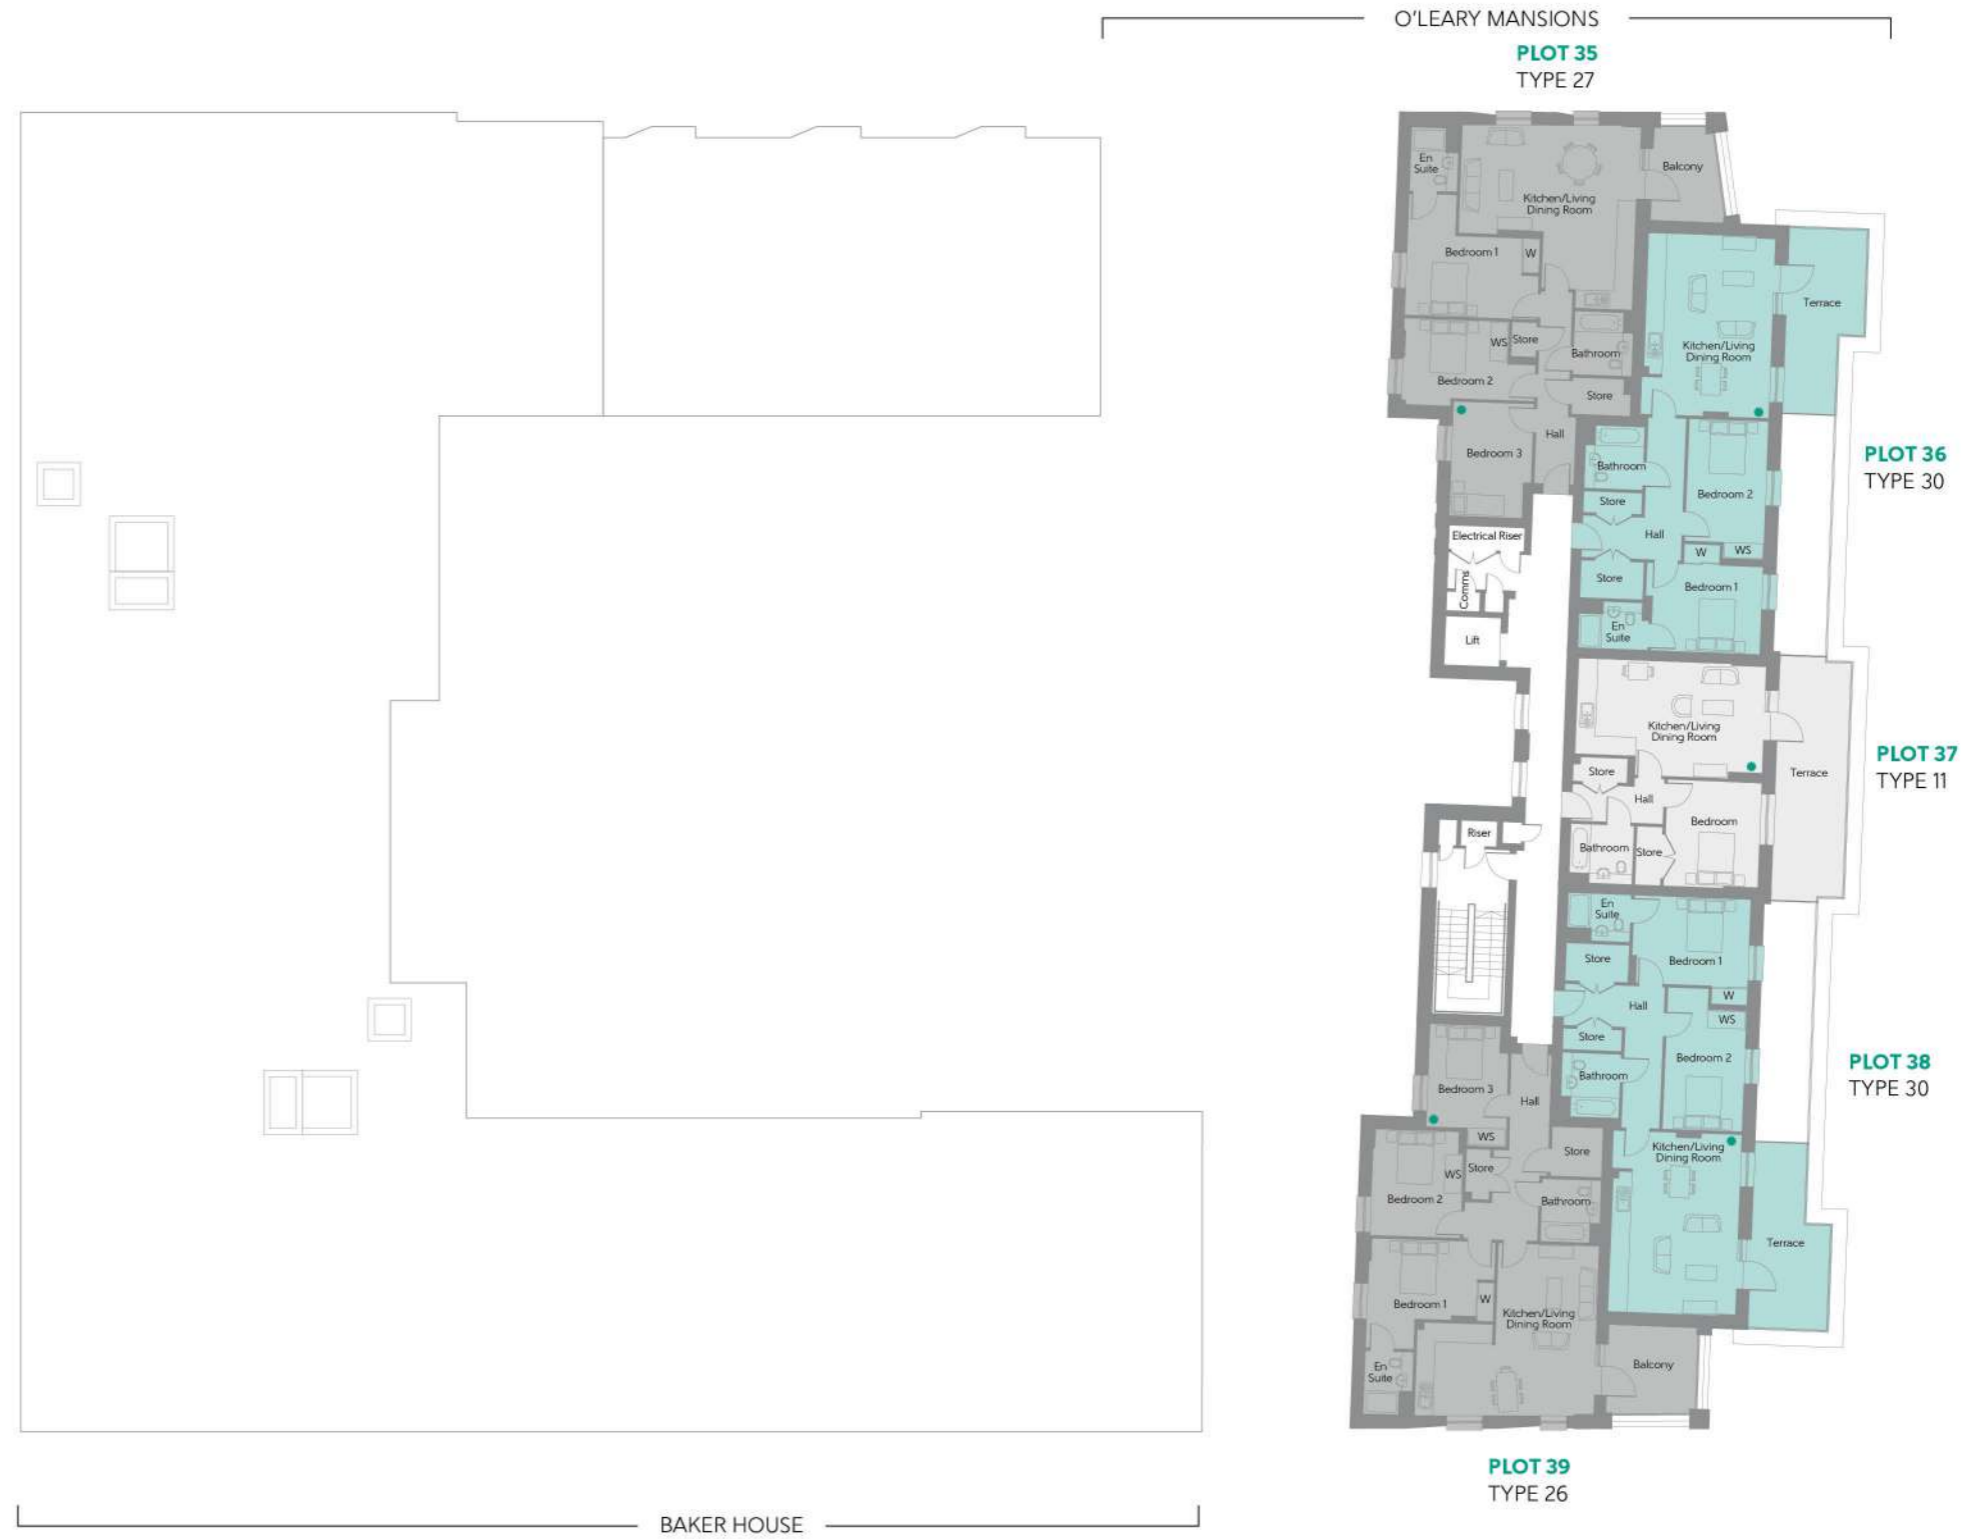 O'LEARY MANSIONS
PLOT 35
TYPE 27
En
Suite
Kitchen/Living
Dining Room
Balcony
Bedroom 1
W
Bedroom 2
WS
Store
Bathroom
Store
Bedroom 3
Hall
Kitchen/Living
Dining Room
Terrace
PLOT 36
TYPE 30
Bathroom
Store
Bedroom 2
Hall
W
WS
Store
Bedroom 1
En
Suite
Electrical Riser
Comms
Lift
Kitchen/Living
Dining Room
Terrace
PLOT 37
TYPE 11
Store
Hall
Bedroom
Bathroom
Store
Riser
En
Suite
Store
Bedroom 1
W
Hall
WS
Store
Bedroom 2
Bathroom
Kitchen/Living
Dining Room
Terrace
PLOT 38
TYPE 30
Bedroom 3
Hall
WS
Store
WS
Store
Bedroom 2
Bathroom
Bedroom 1
W
Kitchen/Living
Dining Room
En
Suite
Balcony
PLOT 39
TYPE 26
BAKER HOUSE